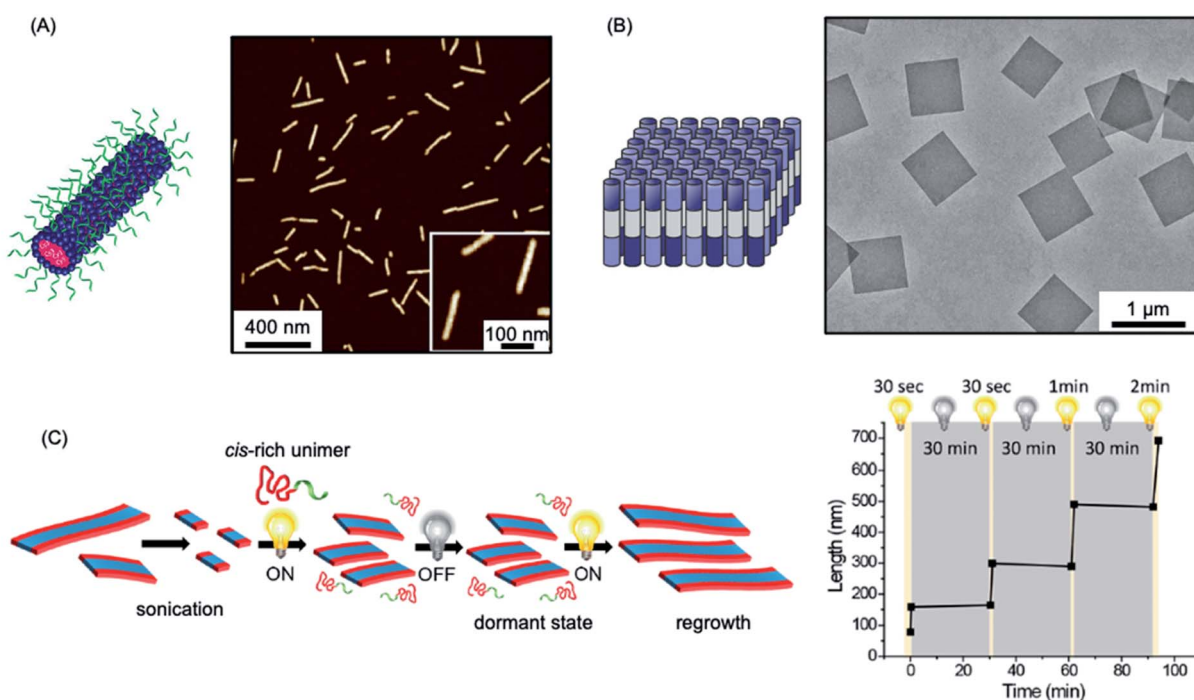 (A)
400 nm
100 nm
(B)
1 µm
(C)
cis-rich unimer
ON
OFF
ON
sonication
dormant state
regrowth
30 sec
30 sec
1min
2min
30 min
30 min
30 min
Length (nm)
700
600
500
400
300
200
100
0
0
20
40
60
80
100
Time (min)